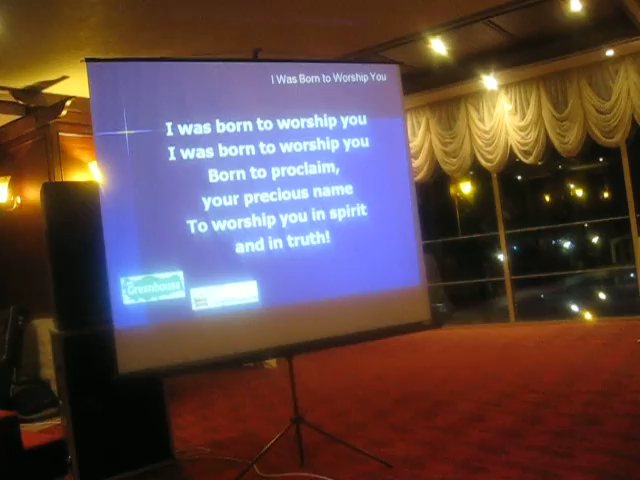 I Was Born to Worship You
I was born to worship you
I was born to worship you
Born to proclaim,
your precious name
To worship you in spirit
and in truth!
Greenhouse